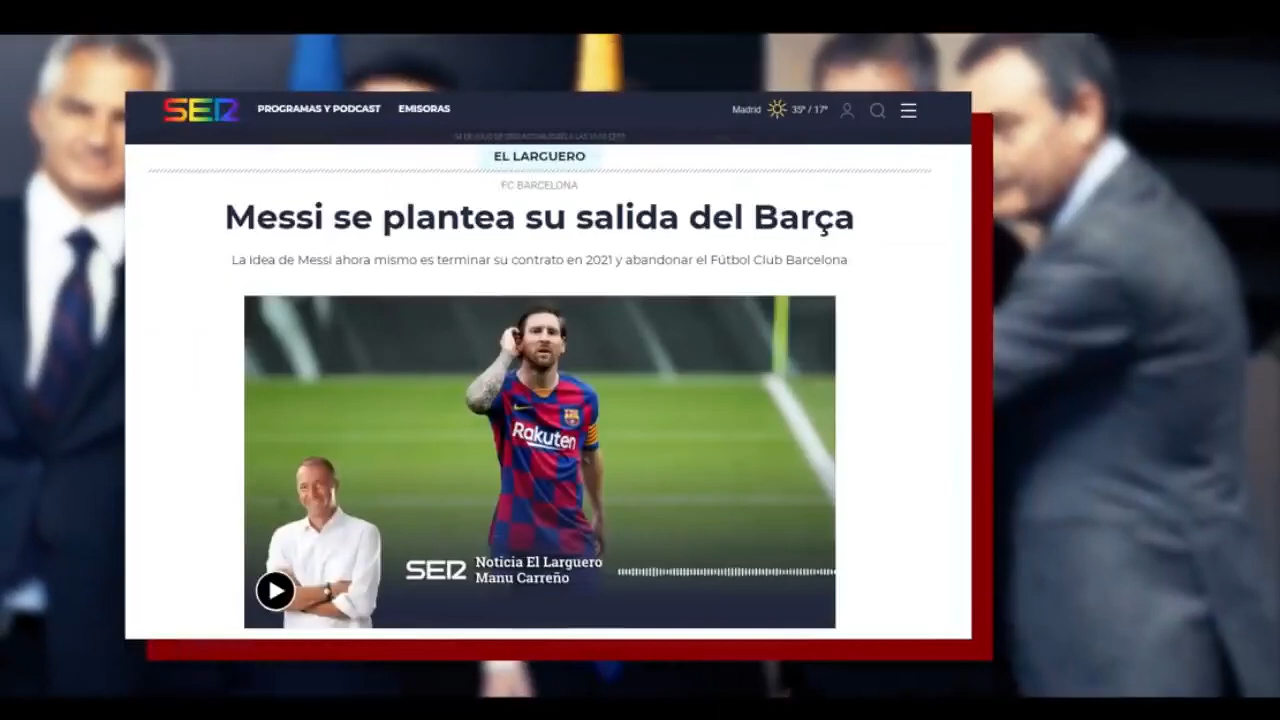 SER PROGRAMAS Y PODCAST EMISORAS Madrid 35º / 17º
EL LARGUERO
FC BARCELONA
Messi se plantea su salida del Barça
La idea de Messi ahora mismo es terminar su contrato en 2021 y abandonar el Fútbol Club Barcelona
Rakuten
SER Noticia El Larguero
Manu Carreño